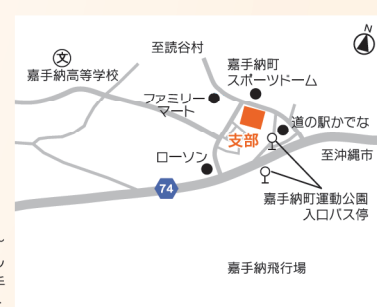 N
文
嘉手納高等学校
至読谷村
嘉手納町
スポーツドーム
ファミリー
マート
道の駅かでな
支部
至沖縄市
ローソン
74
嘉手納町運動公園
入口バス停
嘉手納飛行場